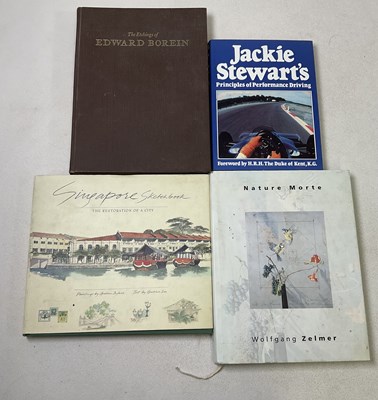 The Etchings of
EDWARD BOREIN
Jackie
Stewart's
Principles of Performance Driving
Foreword by H.R.H. The Duke of Kent, K.G.
Singapore Sketchbook
THE RESTORATION OF A CITY
Nature Morte
Wolfgang Zelmer